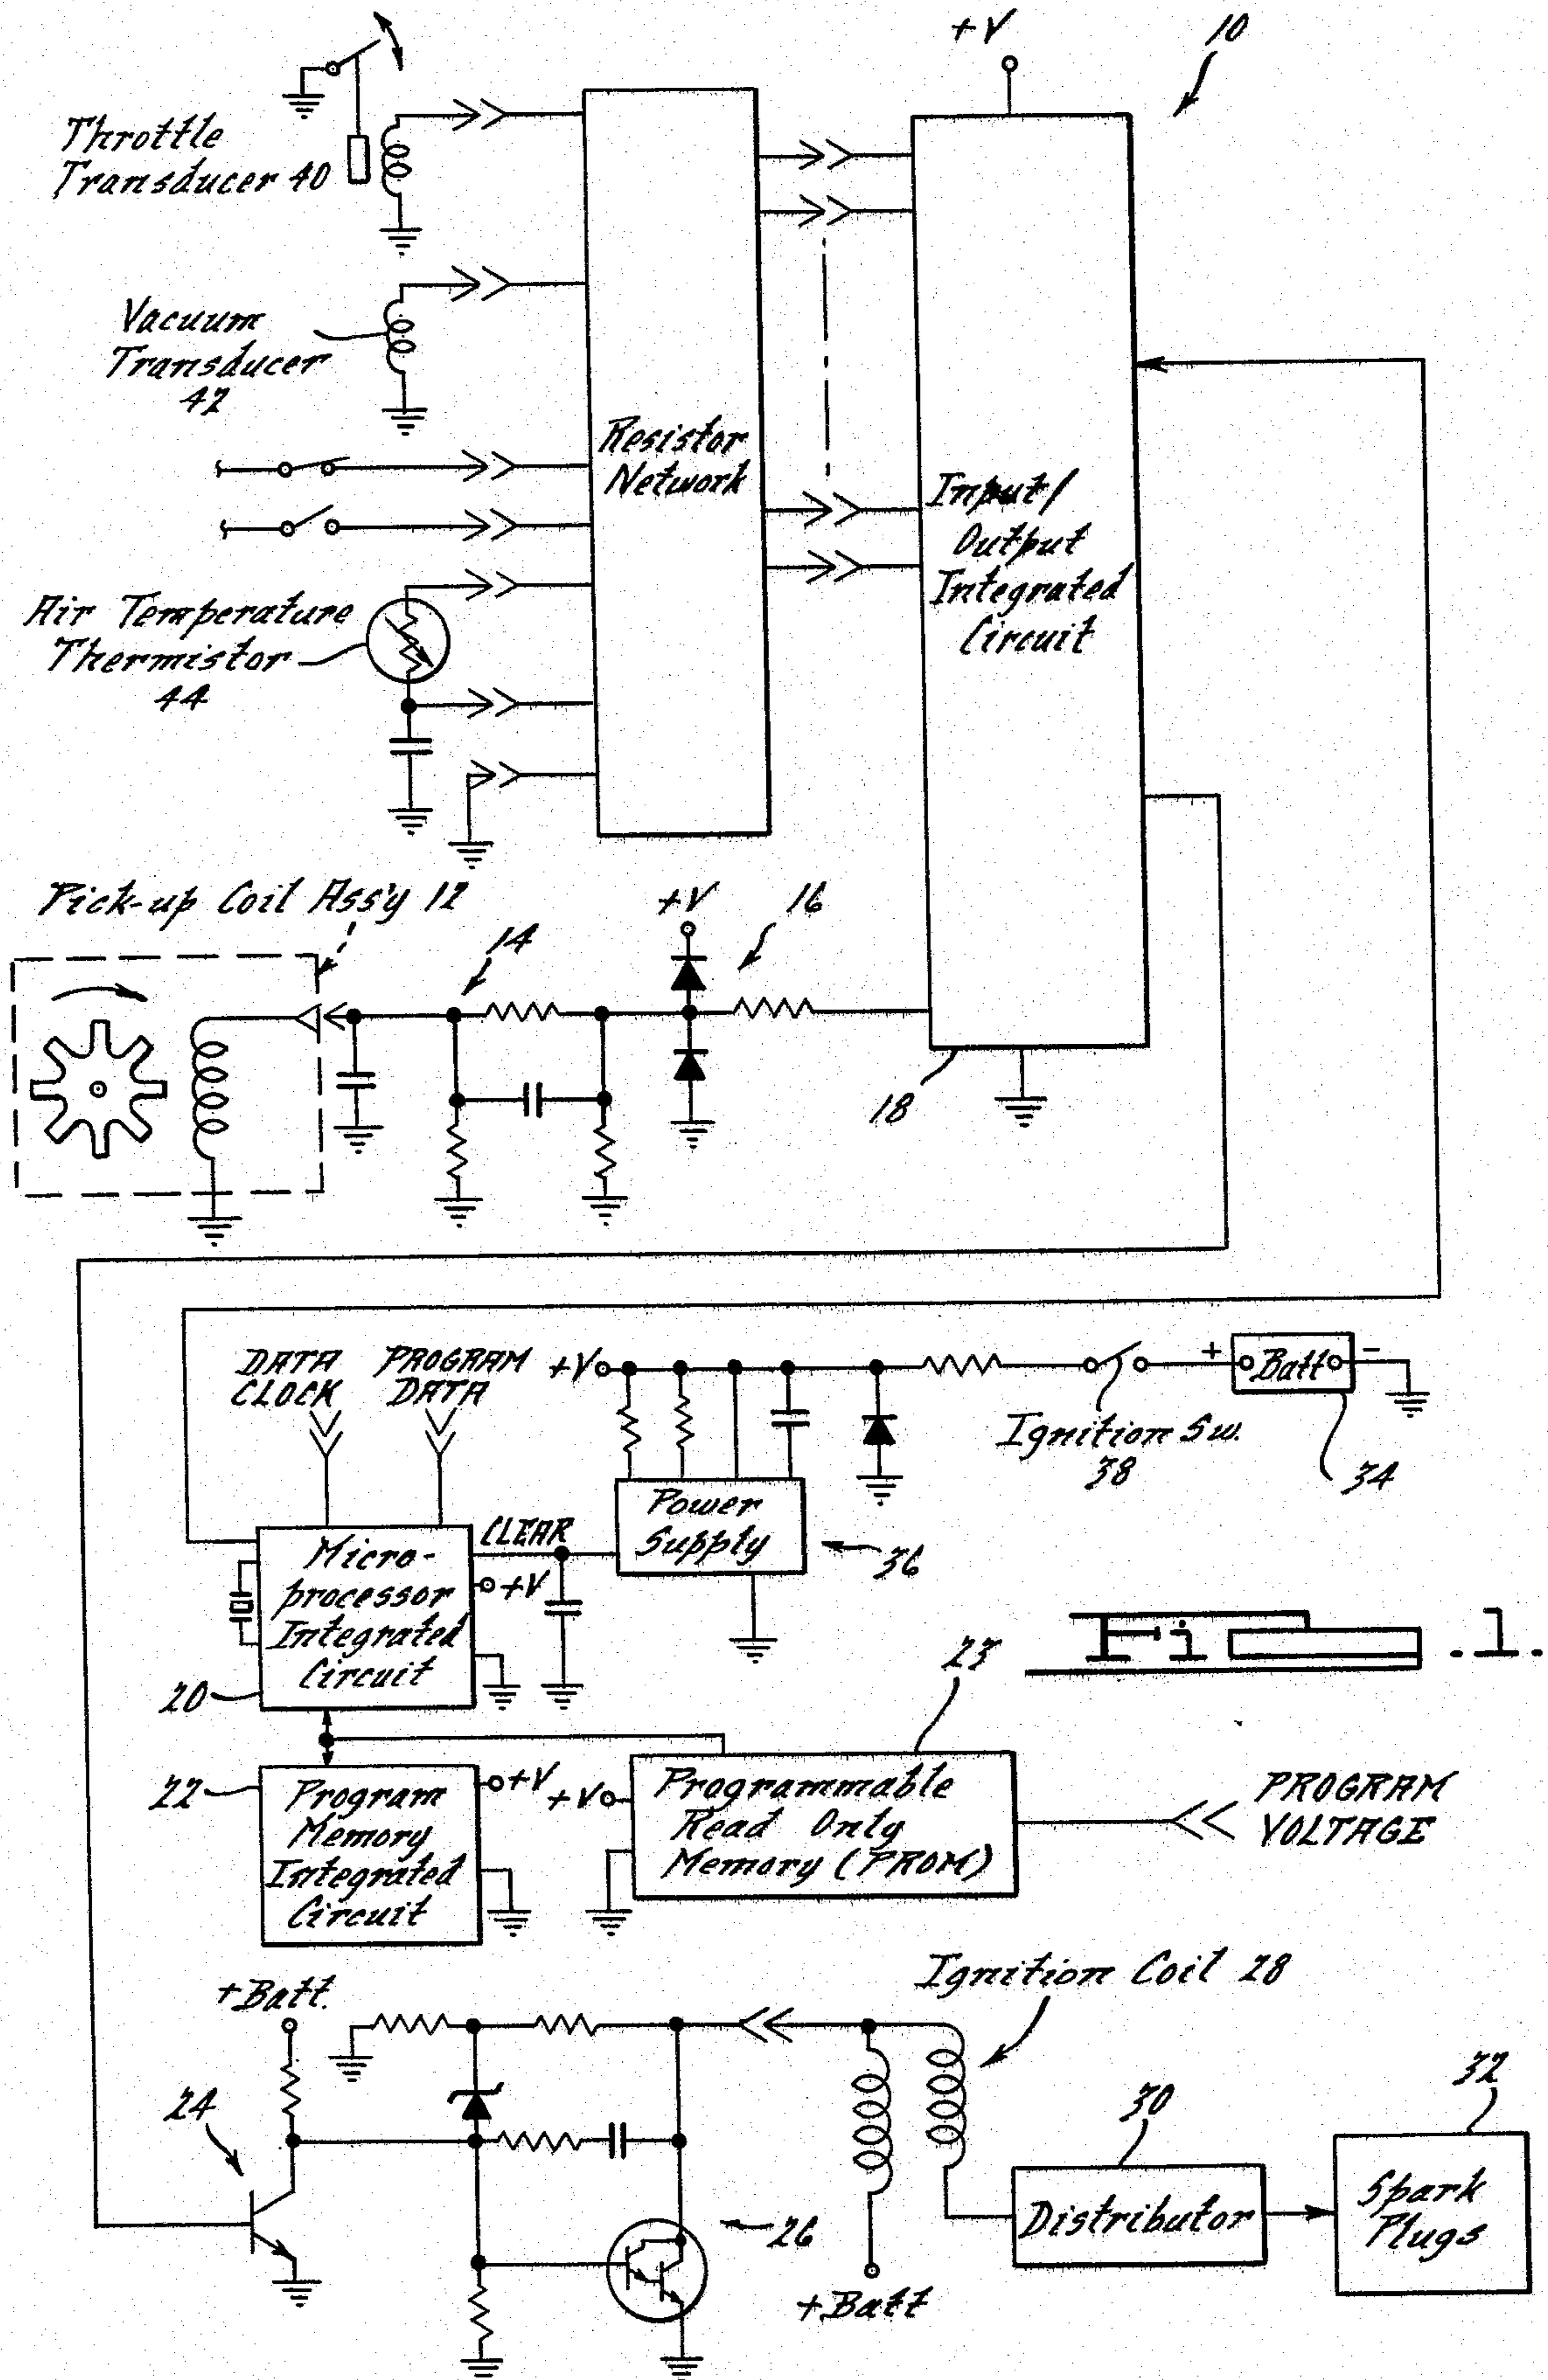 +V
10
Throttle
Transducer 40
Vacuum
Transducer
42
Resistor
Network
Input/
Output
Integrated
Circuit
Air Temperature
Thermistor
44
Pick-up Coil Ass'y 12
14
+V
16
18
DATA
CLOCK
PROGRAM
DATA
+V
+
Batt
-
Ignition Sw.
38
34
CLEAR
Power
Supply
36
Micro-
processor
Integrated
Circuit
+V
20
23
Fig. 1.
22
Program
Memory
Integrated
Circuit
+V
+V
Programmable
Read Only
Memory (PROM)
PROGRAM
VOLTAGE
+Batt.
Ignition Coil 28
24
30
32
26
Distributor
Spark
Plugs
+Batt